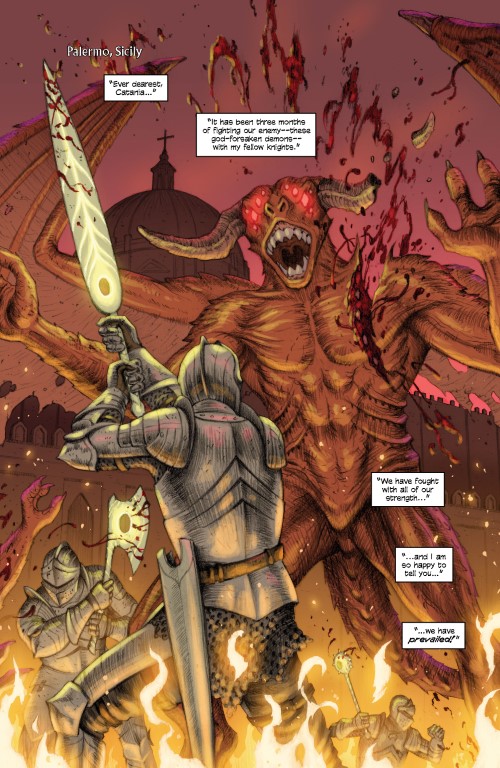 Palermo, Sicily
"Ever dearest,
Catania..."
"It has been three months
of fighting our enemy--these
god-forsaken demons--
with my fellow knights."
"We have fought
with all of our
strength..."
"...and I am
so happy to
tell you..."
"...we have
prevailed!"